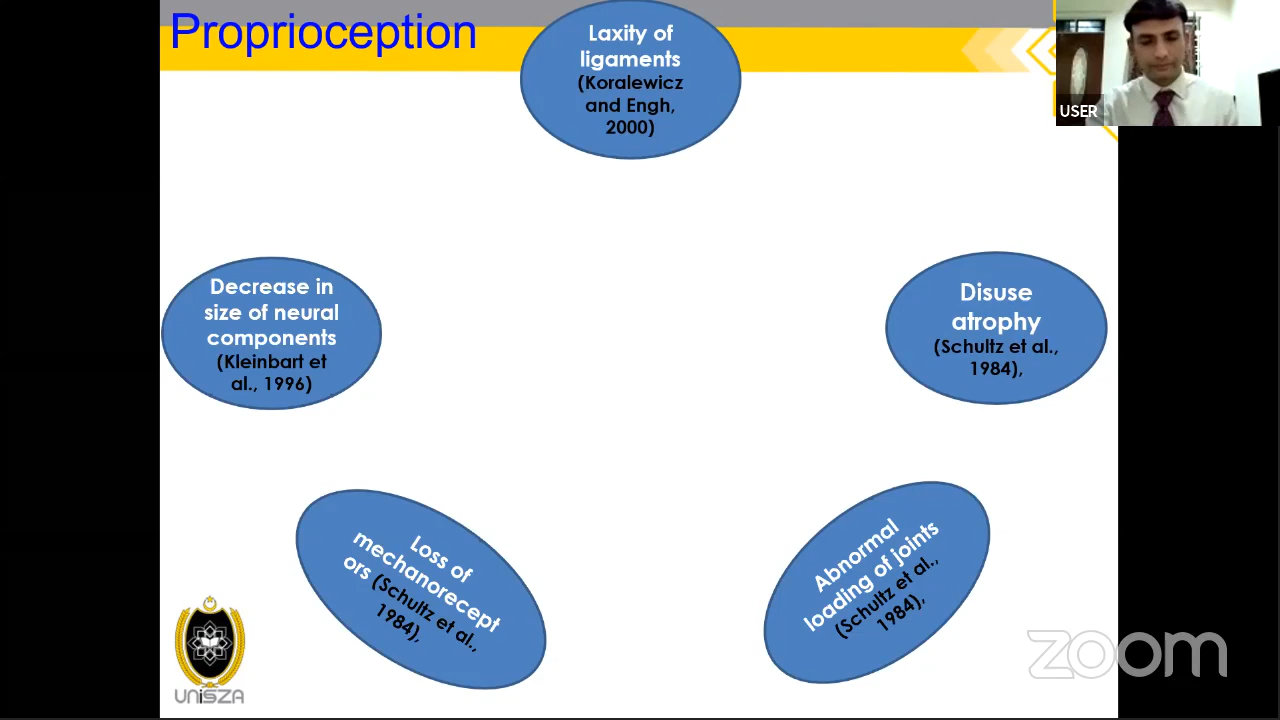 Proprioception
Laxity of
ligaments
(Koralewicz
and Engh,
2000)
USER
Decrease in
size of neural
components
(Kleinbart et
al., 1996)
Disuse
atrophy
(Schultz et al.,
1984),
Loss of
mechanorecept
ors (Schultz et al.,
1984),
Abnormal
loading of joints
(Schultz et al.,
1984),
UNiSZA
zoom